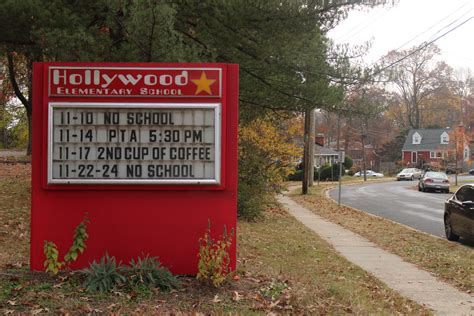 Hollywood
Elementary School
11-10 NO SCHOOL
11-14 PTA 5:30 PM
11-17 2ND CUP OF COFFEE
11-22-24 NO SCHOOL